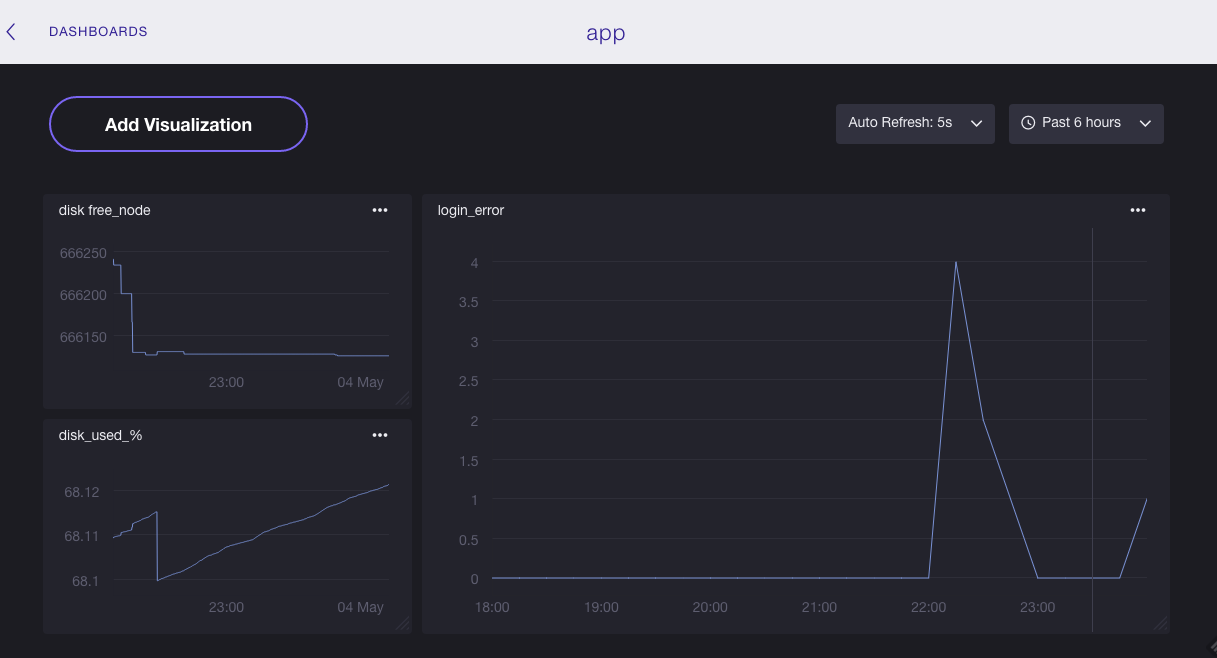 DASHBOARDS
app
Add Visualization
Auto Refresh: 5s
Past 6 hours
disk free_node
666250
666200
666150
23:00 04 May
disk_used_%
68.12
68.11
68.1
23:00 04 May
login_error
4
3.5
3
2.5
2
1.5
1
0.5
0
18:00 19:00 20:00 21:00 22:00 23:00